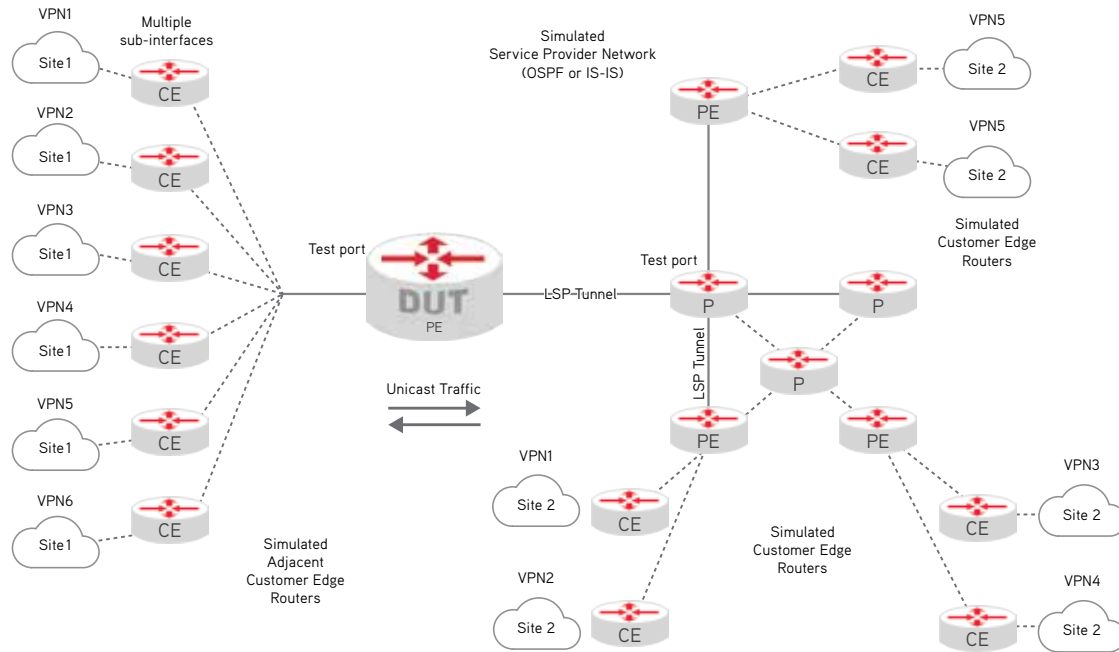 VPN1
Site1
CE
Multiple
sub-interfaces
VPN2
Site1
CE
VPN3
Site1
CE
VPN4
Site1
CE
VPN5
Site1
CE
VPN6
Site1
CE
Simulated
Adjacent
Customer Edge
Routers
Test port
DUT
PE
LSP Tunnel
Unicast Traffic
Simulated
Service Provider Network
(OSPF or IS-IS)
PE
CE
VPN5
Site 2
CE
VPN5
Site 2
Simulated
Customer Edge
Routers
Test port
P
P
P
LSP Tunnel
PE
PE
VPN1
Site 2
CE
VPN2
Site 2
CE
Simulated
Customer Edge
Routers
VPN3
CE
Site 2
VPN4
CE
Site 2